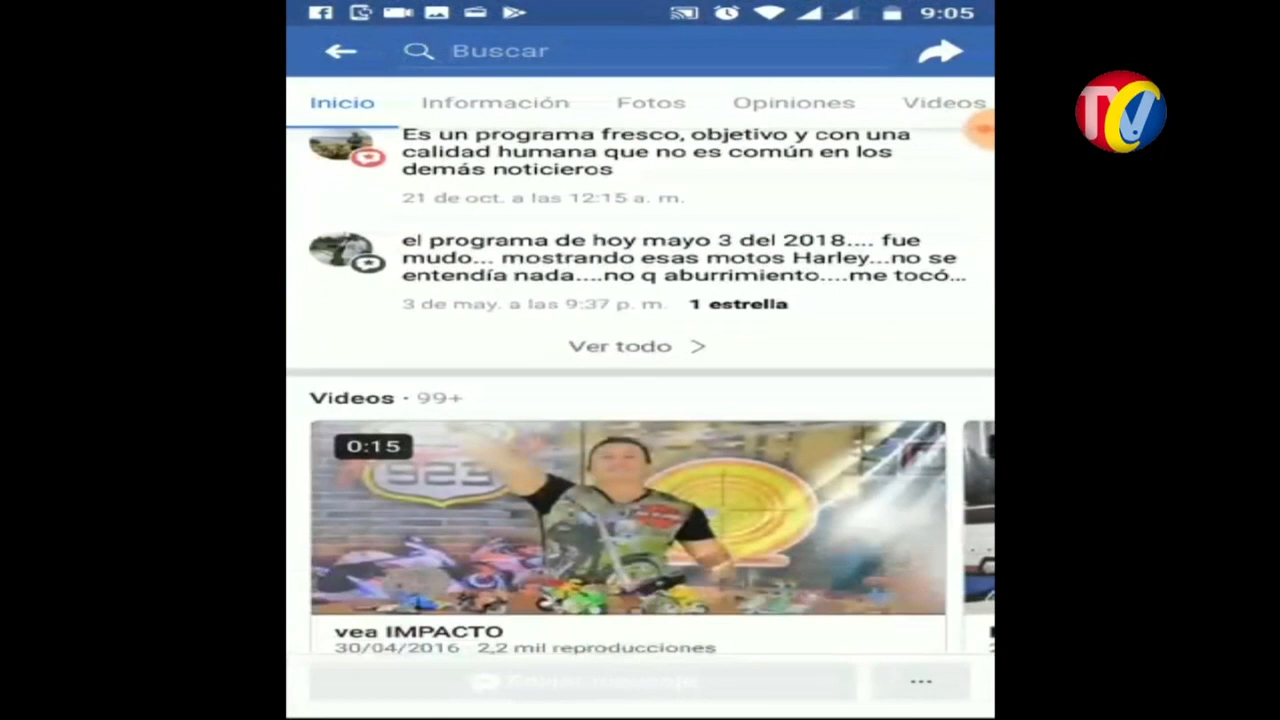 9:05
Buscar
TVC
Inicio Información Fotos Opiniones Videos
Es un programa fresco, objetivo y con una
calidad humana que no es común en los
demás noticieros
21 de oct. a las 12:15 a. m.
el programa de hoy mayo 3 del 2018.... fue
mudo... mostrando esas motos Harley...no se
entendía nada....no q aburrimiento....me tocó...
3 de may. a las 9:37 p. m. 1 estrella
Ver todo >
Videos · 99+
0:15
923
vea IMPACTO
30/04/2016 2,2 mil reproducciones
...